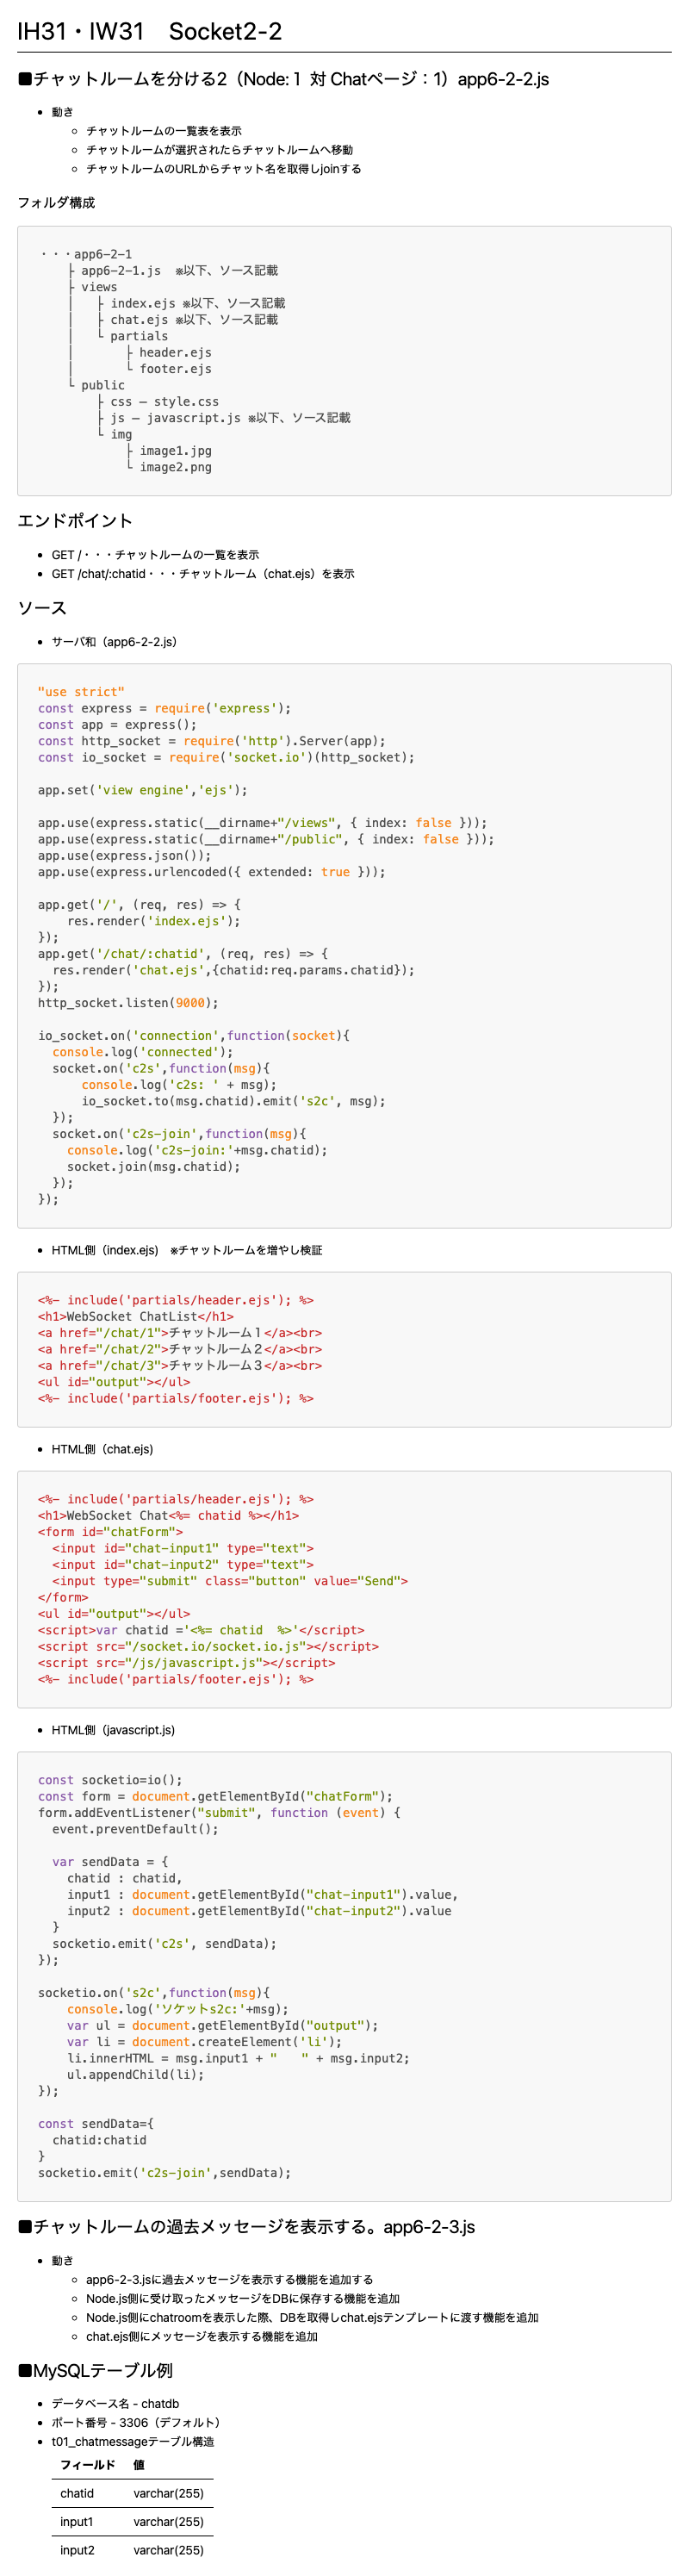 IH31・IW31　Socket2-2
■チャットルームを分ける2（Node:１ 対 Chatページ：1）app6-2-2.js
• 動き
◦ チャットルームの一覧表を表示
◦ チャットルームが選択されたらチャットルームへ移動
◦ チャットルームのURLからチャット名を取得しjoinする
フォルダ構成
・・・app6-2-1
├ app6-2-1.js ※以下、ソース記載
├ views
│ ├ index.ejs ※以下、ソース記載
│ ├ chat.ejs ※以下、ソース記載
│ └ partials
│ ├ header.ejs
│ └ footer.ejs
└ public
├ css – style.css
├ js – javascript.js ※以下、ソース記載
└ img
├ image1.jpg
└ image2.png
エンドポイント
• GET /・・・チャットルームの一覧を表示
• GET /chat/:chatid・・・チャットルーム（chat.ejs）を表示
ソース
• サーバ和（app6-2-2.js）
"use strict"
const express = require('express');
const app = express();
const http_socket = require('http').Server(app);
const io_socket = require('socket.io')(http_socket);
app.set('view engine','ejs');
app.use(express.static(__dirname+"/views", { index: false }));
app.use(express.static(__dirname+"/public", { index: false }));
app.use(express.json());
app.use(express.urlencoded({ extended: true }));
app.get('/', (req, res) => {
res.render('index.ejs');
});
app.get('/chat/:chatid', (req, res) => {
res.render('chat.ejs',{chatid:req.params.chatid});
});
http_socket.listen(9000);
io_socket.on('connection',function(socket){
console.log('connected');
socket.on('c2s',function(msg){
console.log('c2s: ' + msg);
io_socket.to(msg.chatid).emit('s2c', msg);
});
socket.on('c2s-join',function(msg){
console.log('c2s-join:'+msg.chatid);
socket.join(msg.chatid);
});
});
• HTML側（index.ejs)　※チャットルームを増やし検証
<%- include('partials/header.ejs'); %>
<h1>WebSocket ChatList</h1>
<a href="/chat/1">チャットルーム１</a><br>
<a href="/chat/2">チャットルーム２</a><br>
<a href="/chat/3">チャットルーム３</a><br>
<ul id="output"></ul>
<%- include('partials/footer.ejs'); %>
• HTML側（chat.ejs)
<%- include('partials/header.ejs'); %>
<h1>WebSocket Chat<%= chatid %></h1>
<form id="chatForm">
<input id="chat-input1" type="text">
<input id="chat-input2" type="text">
<input type="submit" class="button" value="Send">
</form>
<ul id="output"></ul>
<script>var chatid ='<%= chatid  %>'</script>
<script src="/socket.io/socket.io.js"></script>
<script src="/js/javascript.js"></script>
<%- include('partials/footer.ejs'); %>
• HTML側（javascript.js)
const socketio=io();
const form = document.getElementById("chatForm");
form.addEventListener("submit", function (event) {
event.preventDefault();
var sendData = {
chatid : chatid,
input1 : document.getElementById("chat-input1").value,
input2 : document.getElementById("chat-input2").value
}
socketio.emit('c2s', sendData);
});
socketio.on('s2c',function(msg){
console.log('ソケットs2c:'+msg);
var ul = document.getElementById("output");
var li = document.createElement('li');
li.innerHTML = msg.input1 + "　　" + msg.input2;
ul.appendChild(li);
});
const sendData={
chatid:chatid
}
socketio.emit('c2s-join',sendData);
■チャットルームの過去メッセージを表示する。app6-2-3.js
• 動き
◦ app6-2-3.jsに過去メッセージを表示する機能を追加する
◦ Node.js側に受け取ったメッセージをDBに保存する機能を追加
◦ Node.js側にchatroomを表示した際、DBを取得しchat.ejsテンプレートに渡す機能を追加
◦ chat.ejs側にメッセージを表示する機能を追加
■MySQLテーブル例
• データベース名 - chatdb
• ポート番号 - 3306（デフォルト）
• t01_chatmessageテーブル構造
フィールド 値
chatid varchar(255)
input1 varchar(255)
input2 varchar(255)